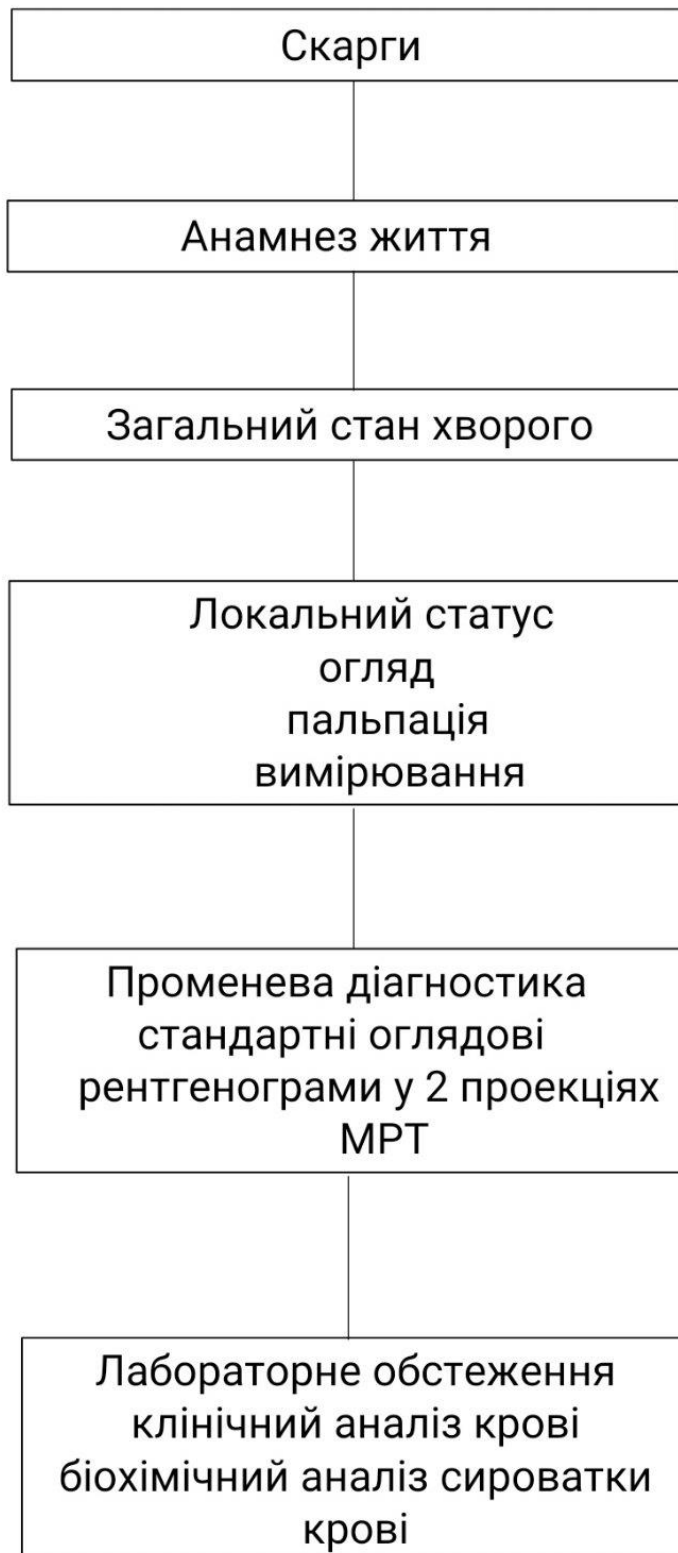 Скарги
Анамнез життя
Загальний стан хворого
Локальний статус
огляд
пальпація
вимірювання
Променева діагностика
стандартні оглядові
рентгенограми у 2 проекціях
МРТ
Лабораторне обстеження
клінічний аналіз крові
біохімічний аналіз сироватки
крові